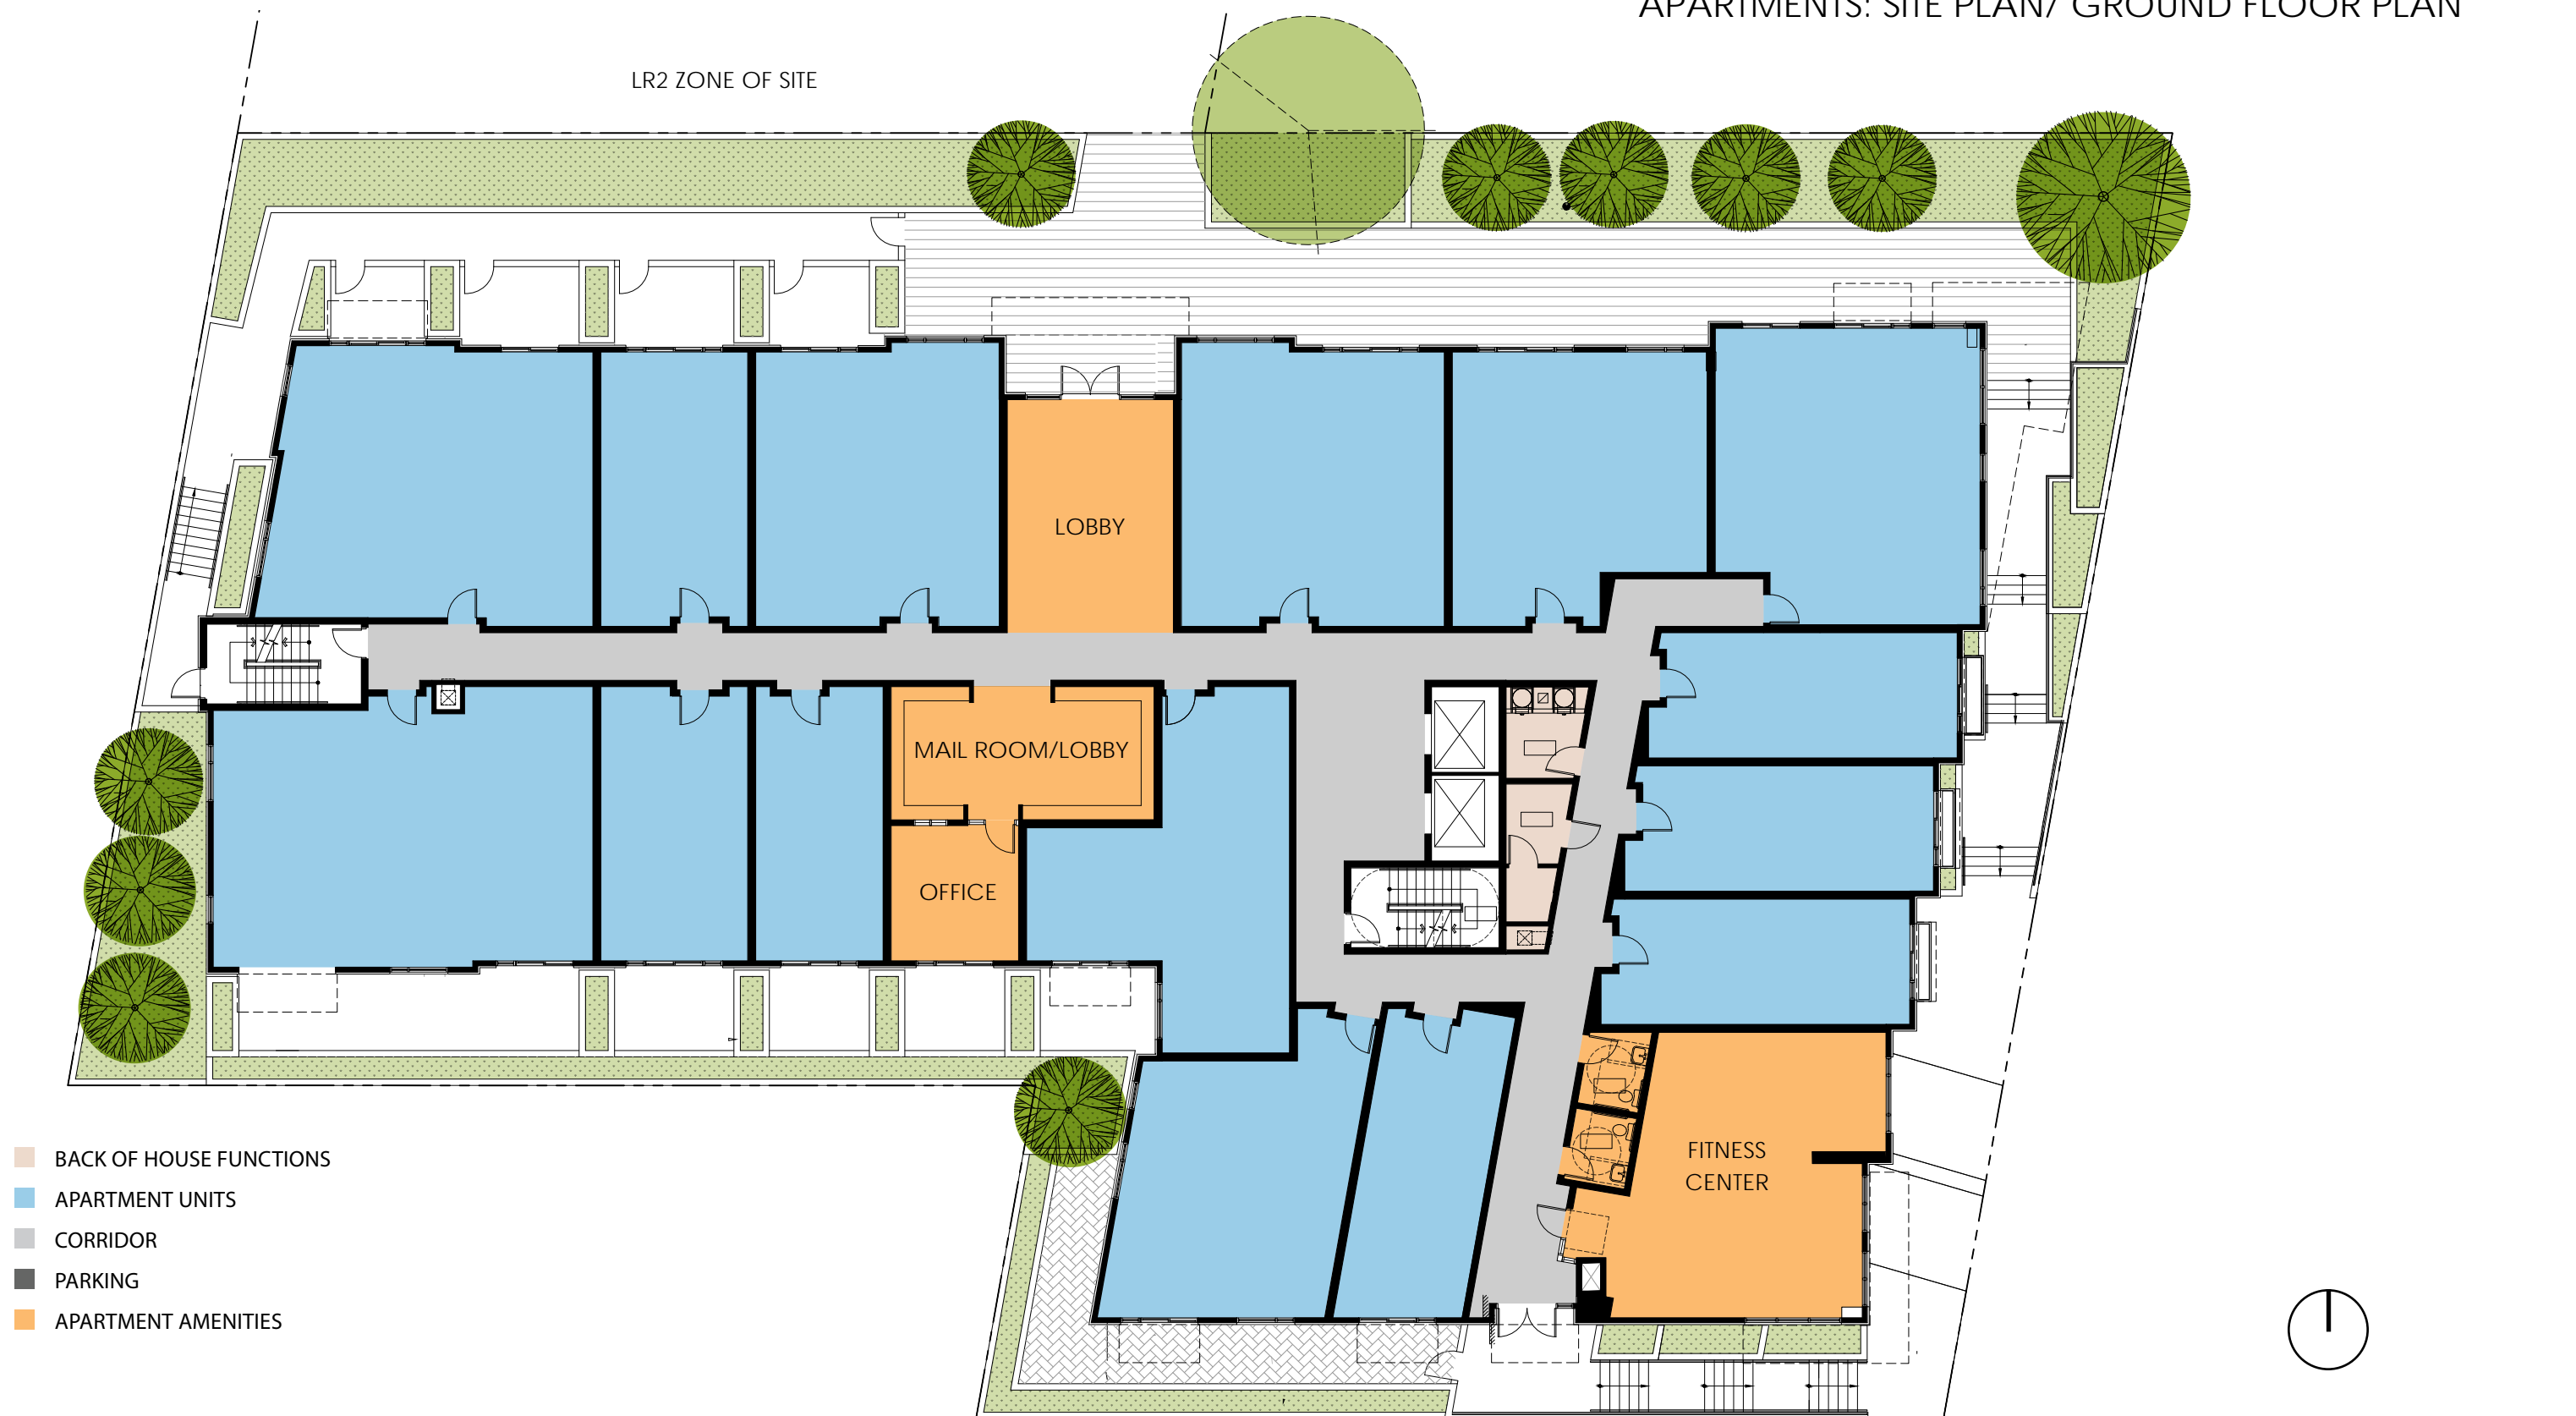 APARTMENTS: SITE PLAN/ GROUND FLOOR PLAN
LR2 ZONE OF SITE
LOBBY
MAIL ROOM/LOBBY
OFFICE
FITNESS
CENTER
BACK OF HOUSE FUNCTIONS
APARTMENT UNITS
CORRIDOR
PARKING
APARTMENT AMENITIES